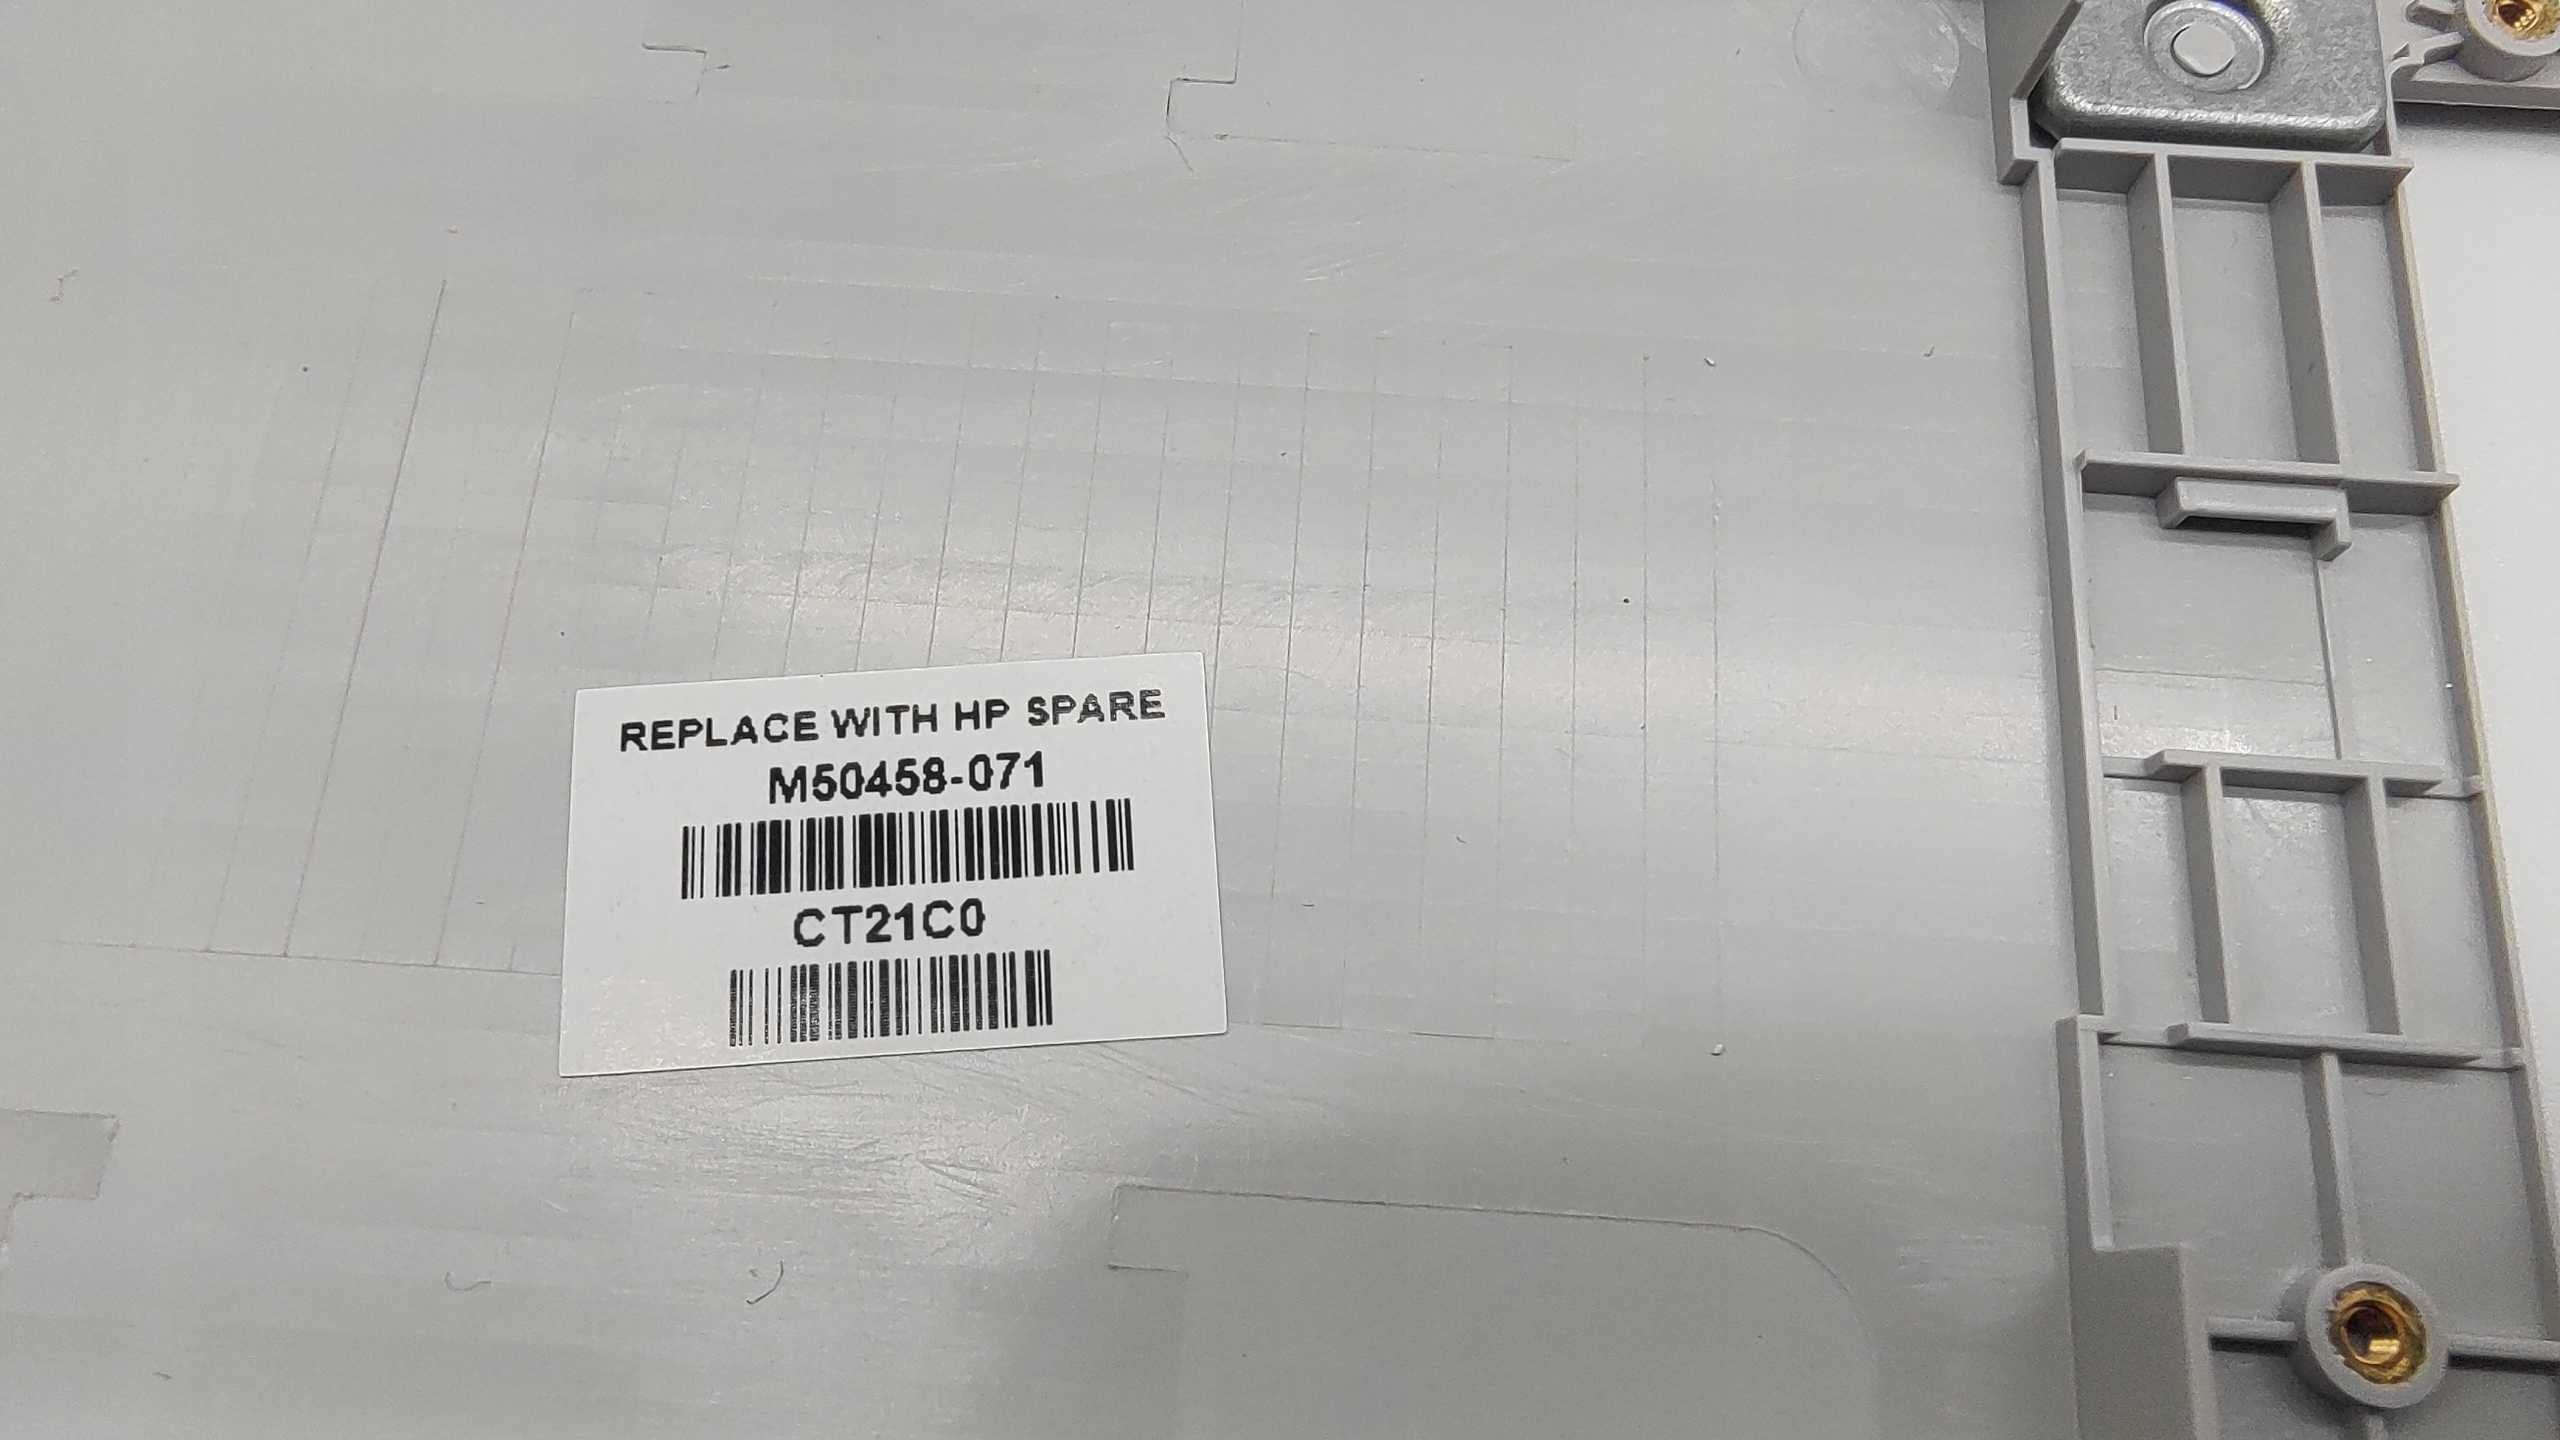 REPLACE WITH HP SPARE
M50458-071
CT21C0